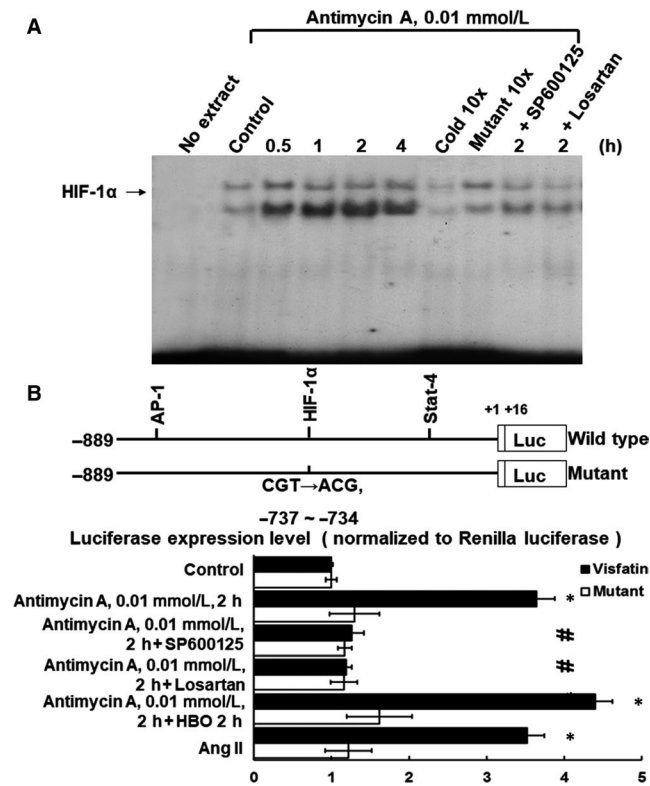 A
Antimycin A, 0.01 mmol/L
No extract
Control
0.5
1
2
4
Cold 10x
Mutant 10x
2 + SP600125
2 + Losartan
(h)
HIF-1α →
B
AP-1
HIF-1α
Stat-4
+1 +16
–889
Luc
Wild type
–889
Luc
Mutant
CGT→ACG,
–737 ~ –734
Luciferase expression level ( normalized to Renilla luciferase )
Visfatin
Mutant
Control
Antimycin A, 0.01 mmol/L, 2 h
*
Antimycin A, 0.01 mmol/L,
2 h + SP600125
#
Antimycin A, 0.01 mmol/L,
2 h + Losartan
#
Antimycin A, 0.01 mmol/L,
2 h + HBO 2 h
*
Ang II
*
0
1
2
3
4
5